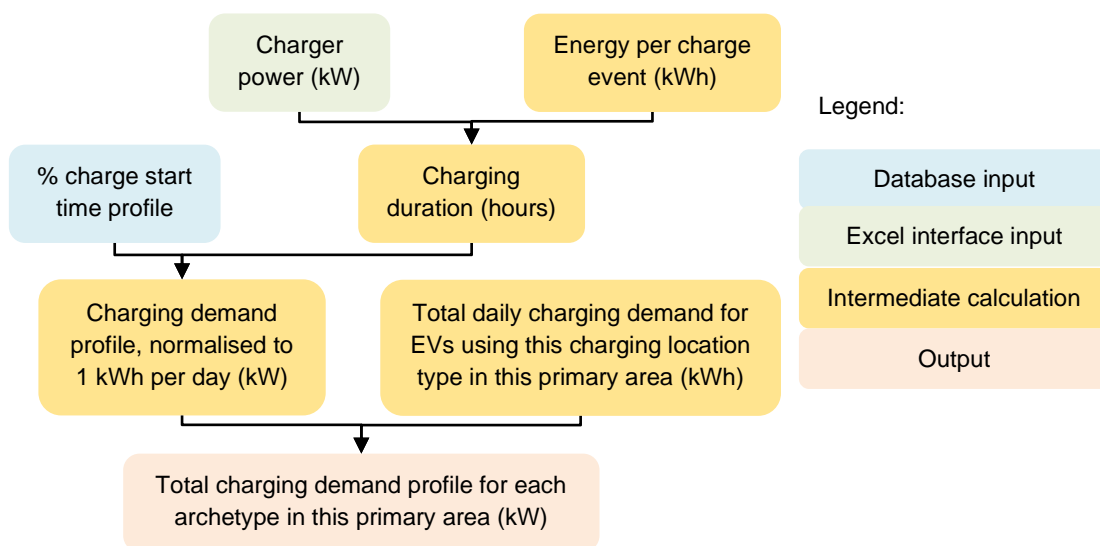 Charger
power (kW)
Energy per charge
event (kWh)
Legend:
% charge start
time profile
Charging
duration (hours)
Database input
Excel interface input
Charging demand
profile, normalised to
1 kWh per day (kW)
Total daily charging demand for
EVs using this charging location
type in this primary area (kWh)
Intermediate calculation
Output
Total charging demand profile for each
archetype in this primary area (kW)